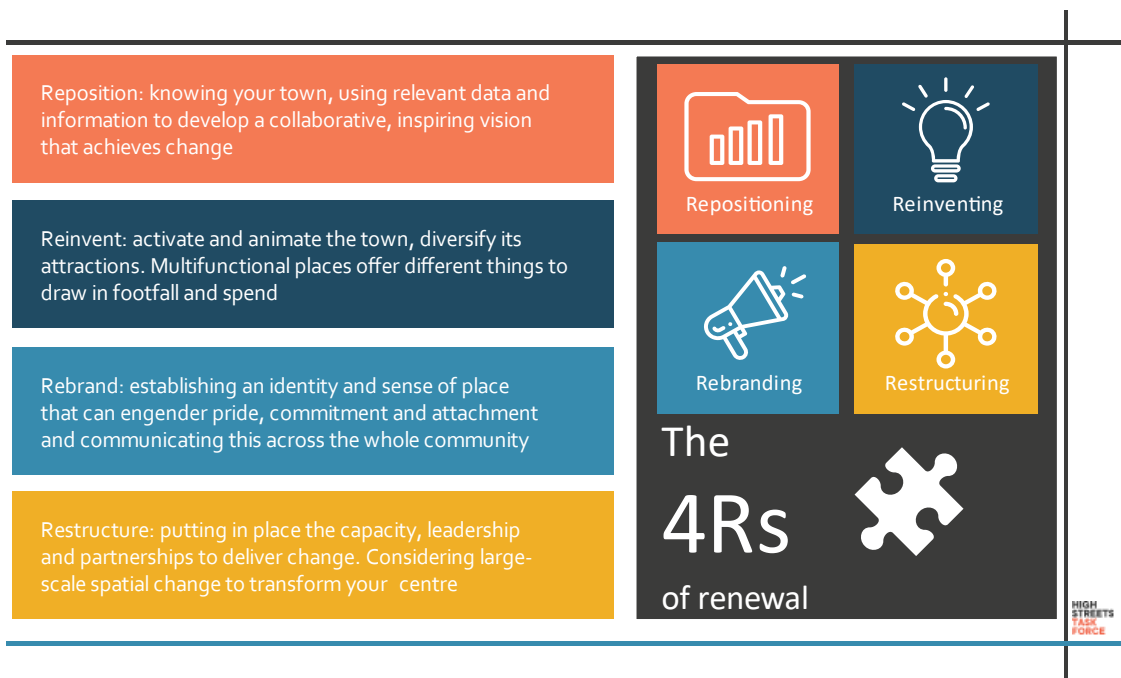 Reposition: knowing your town, using relevant data and
information to develop a collaborative, inspiring vision
that achieves change
Reinvent: activate and animate the town, diversify its
attractions. Multifunctional places offer different things to
draw in footfall and spend
Rebrand: establishing an identity and sense of place
that can engender pride, commitment and attachment
and communicating this across the whole community
Restructure: putting in place the capacity, leadership
and partnerships to deliver change. Considering large-
scale spatial change to transform your  centre
Repositioning
Reinventing
Rebranding
Restructuring
The
4Rs
of renewal
HIGH
STREETS
TASK
FORCE